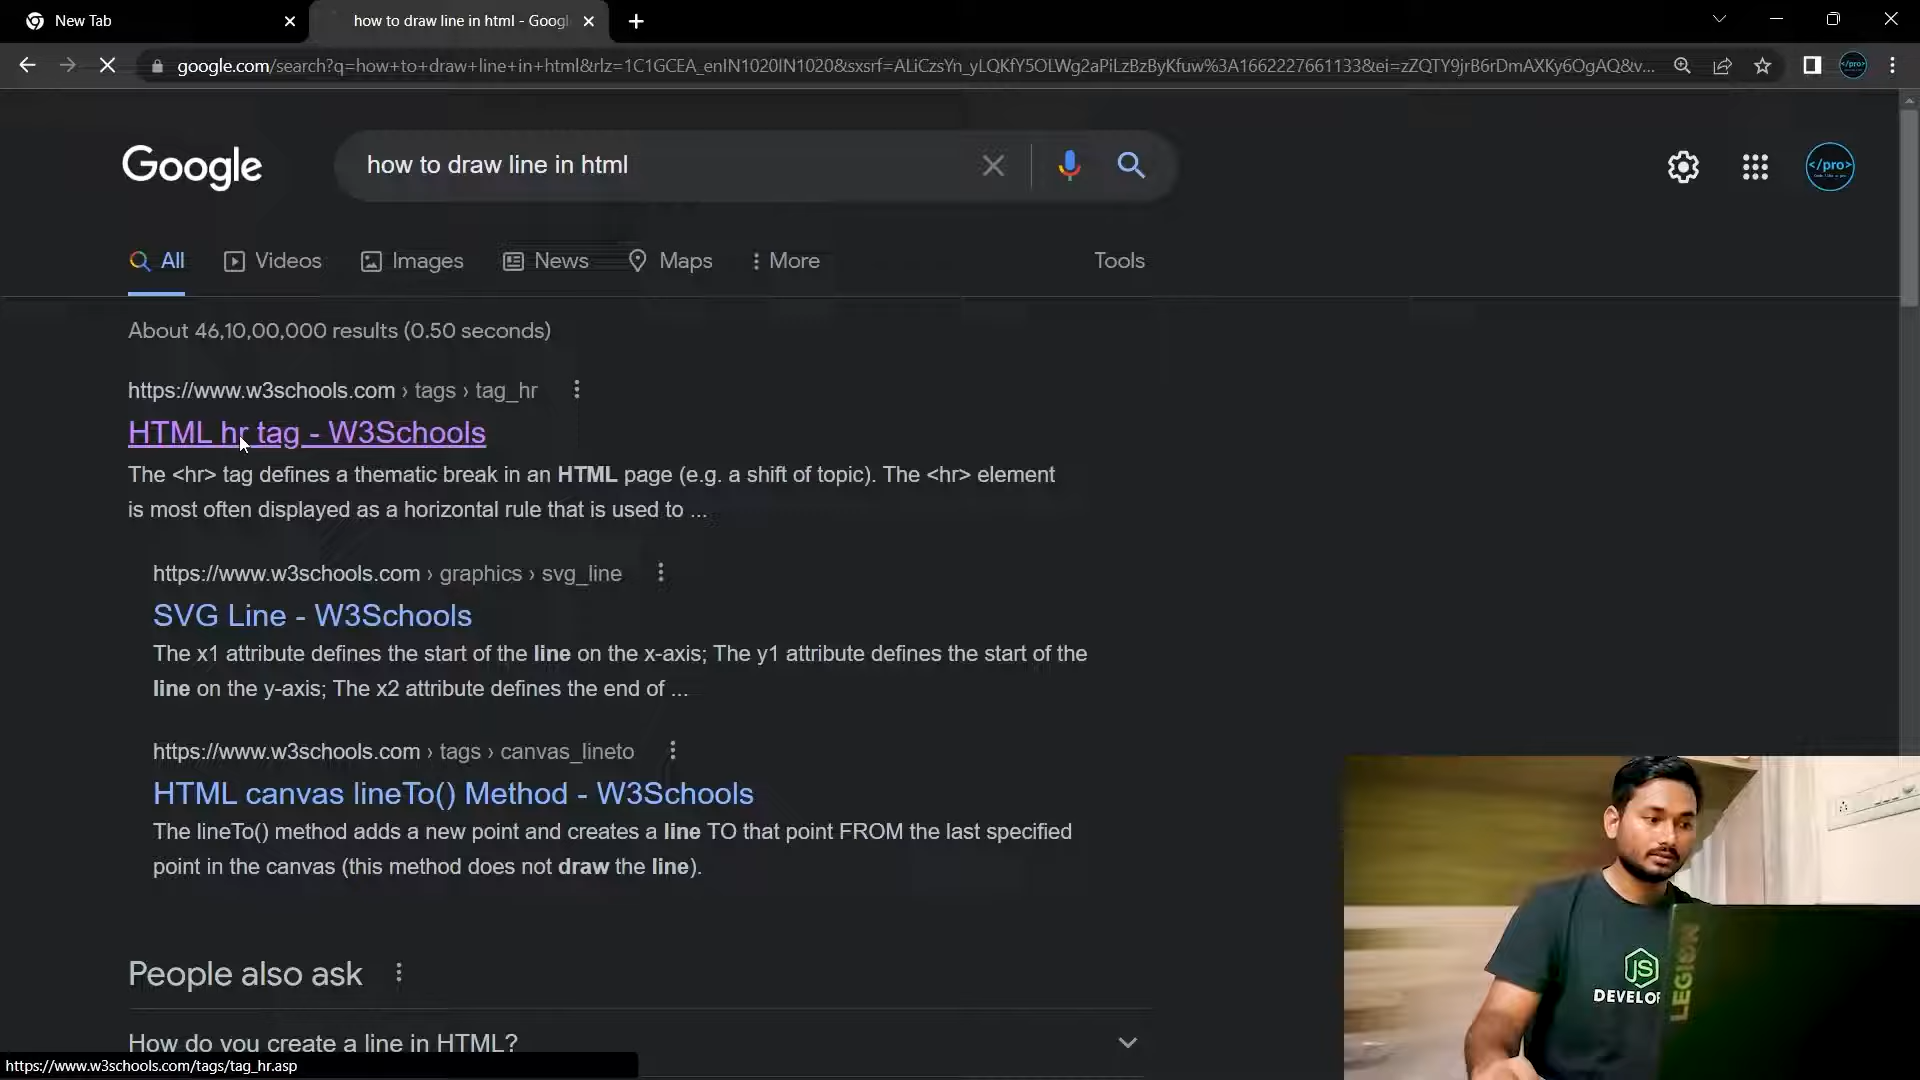 New Tab
how to draw line in html - Googl
google.com/search?q=how+to+draw+line+in+html&rlz=1C1GCEA_enIN1020IN1020&sxsrf=ALiCzsYn_yLQKfY5OLWg2aPiLzBzByKfuw%3A1662227661133&ei=zZQTY9jrB6rDmAXKy6OgAQ&v...
Google
how to draw line in html
</pro>
All
Videos
Images
News
Maps
More
Tools
About 46,10,00,000 results (0.50 seconds)
https://www.w3schools.com › tags › tag_hr
HTML hr tag - W3Schools
The <hr> tag defines a thematic break in an HTML page (e.g. a shift of topic). The <hr> element
is most often displayed as a horizontal rule that is used to ...
https://www.w3schools.com › graphics › svg_line
SVG Line - W3Schools
The x1 attribute defines the start of the line on the x-axis; The y1 attribute defines the start of the
line on the y-axis; The x2 attribute defines the end of ...
https://www.w3schools.com › tags › canvas_lineto
HTML canvas lineTo() Method - W3Schools
The lineTo() method adds a new point and creates a line TO that point FROM the last specified
point in the canvas (this method does not draw the line).
People also ask
How do you create a line in HTML?
https://www.w3schools.com/tags/tag_hr.asp
JS
DEVELO
LEGION